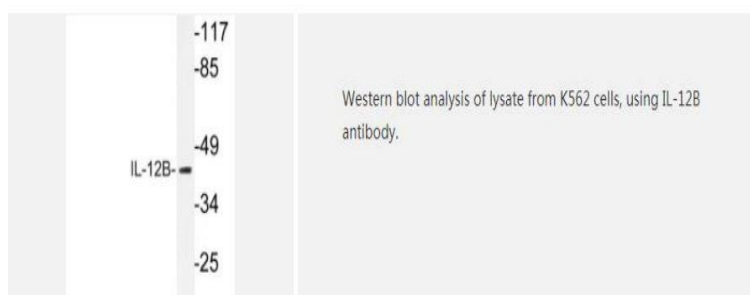 -117
-85
-49
IL-12B-
-34
-25
Western blot analysis of lysate from K562 cells, using IL-12B
antibody.